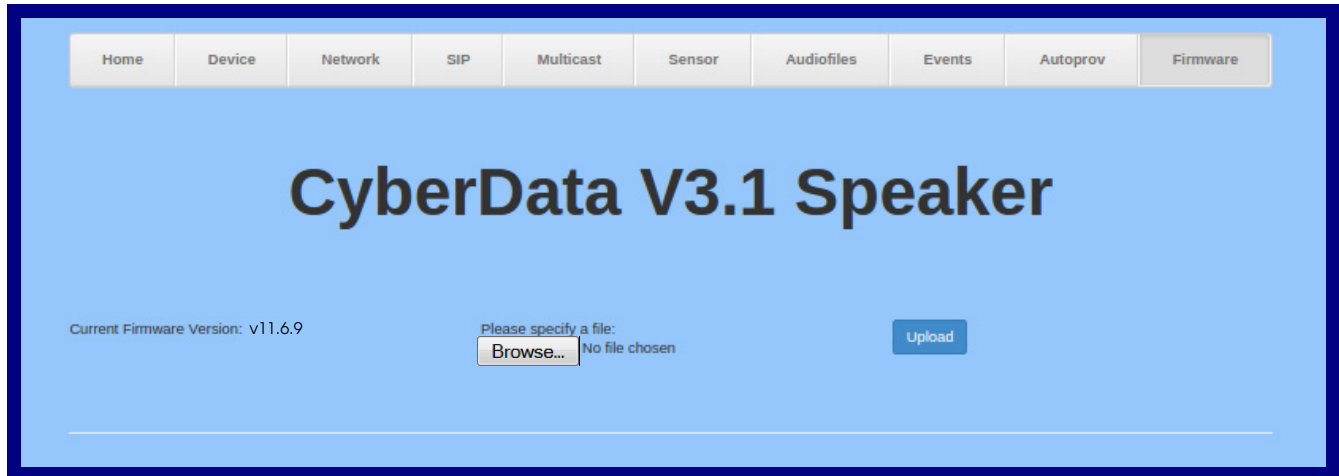 Home Device Network SIP Multicast Sensor Audiofiles Events Autoprov Firmware
CyberData V3.1 Speaker
Current Firmware Version: v11.6.9
Please specify a file:
Browse... No file chosen
Upload